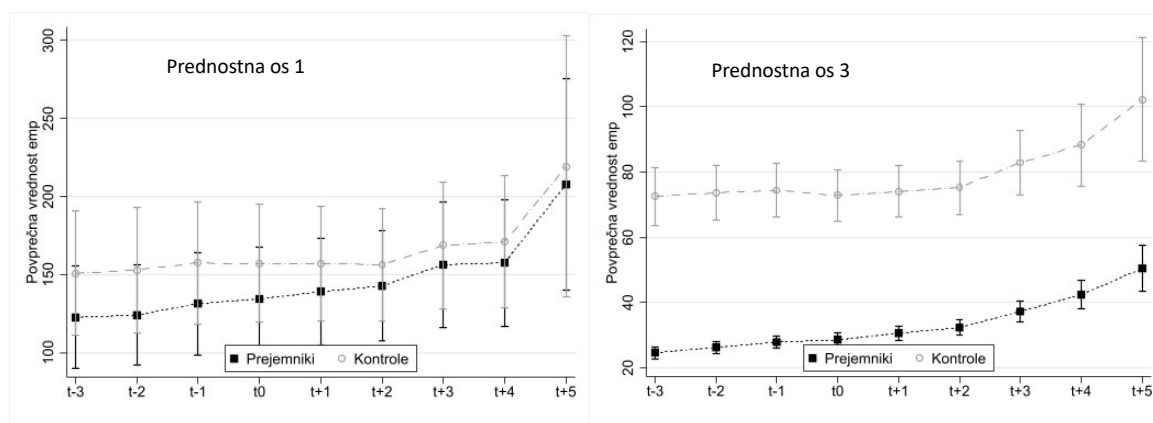 Prednostna os 1
Povprečna vrednost emp
300
250
200
150
100
Prejemniki Kontrole
t-3 t-2 t-1 t0 t+1 t+2 t+3 t+4 t+5
Prednostna os 3
Povprečna vrednost emp
120
100
80
60
40
20
Prejemniki Kontrole
t-3 t-2 t-1 t0 t+1 t+2 t+3 t+4 t+5